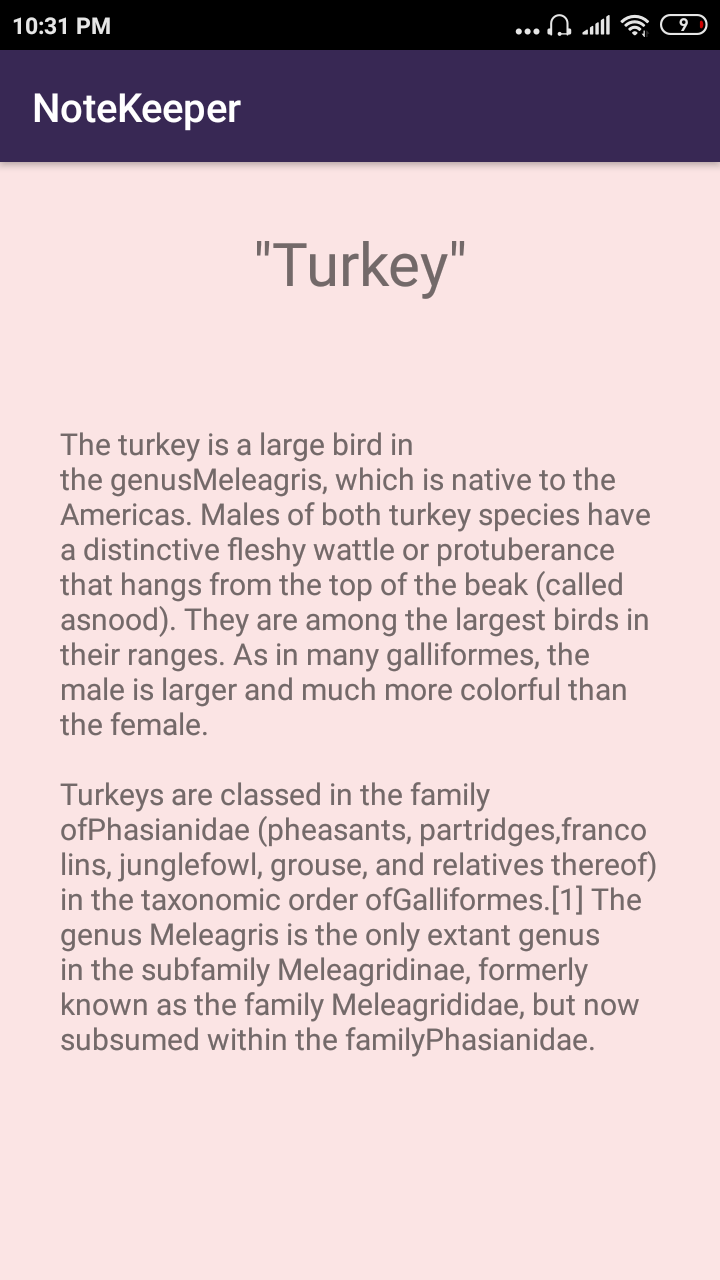 10:31 PM
9
NoteKeeper
"Turkey"
The turkey is a large bird in
the genusMeleagris, which is native to the
Americas. Males of both turkey species have
a distinctive fleshy wattle or protuberance
that hangs from the top of the beak (called
asnood). They are among the largest birds in
their ranges. As in many galliformes, the
male is larger and much more colorful than
the female.
Turkeys are classed in the family
ofPhasianidae (pheasants, partridges,franco
lins, junglefowl, grouse, and relatives thereof)
in the taxonomic order ofGalliformes.[1] The
genus Meleagris is the only extant genus
in the subfamily Meleagridinae, formerly
known as the family Meleagrididae, but now
subsumed within the familyPhasianidae.